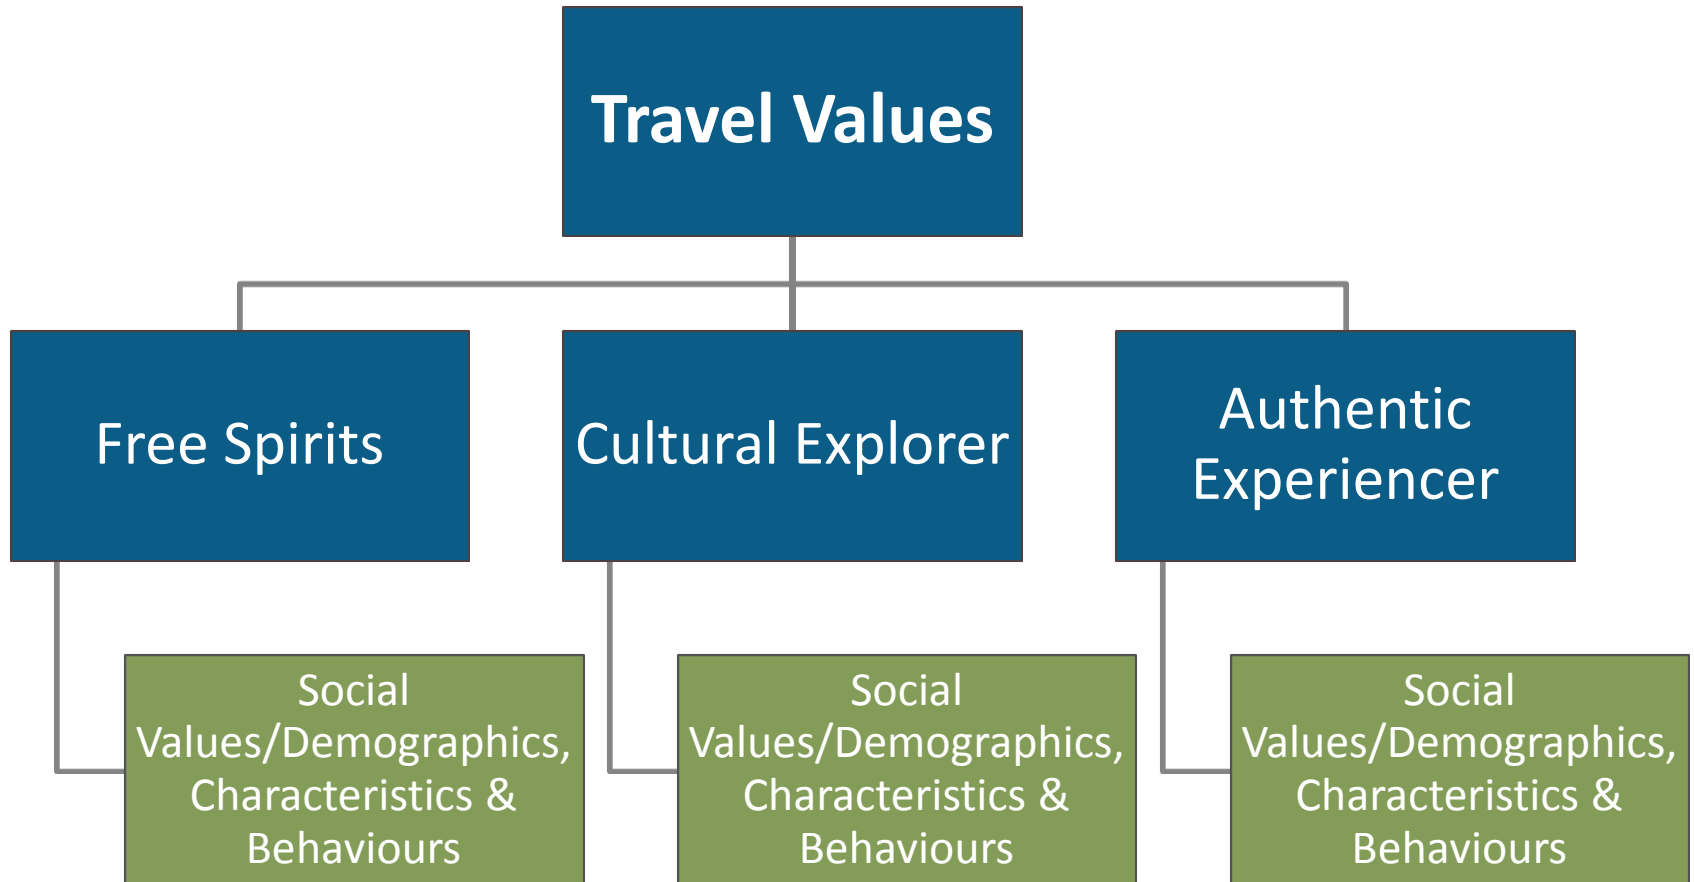 Travel Values
Free Spirits
Cultural Explorer
Authentic
Experiencer
Social
Values/Demographics,
Characteristics &
Behaviours
Social
Values/Demographics,
Characteristics &
Behaviours
Social
Values/Demographics,
Characteristics &
Behaviours